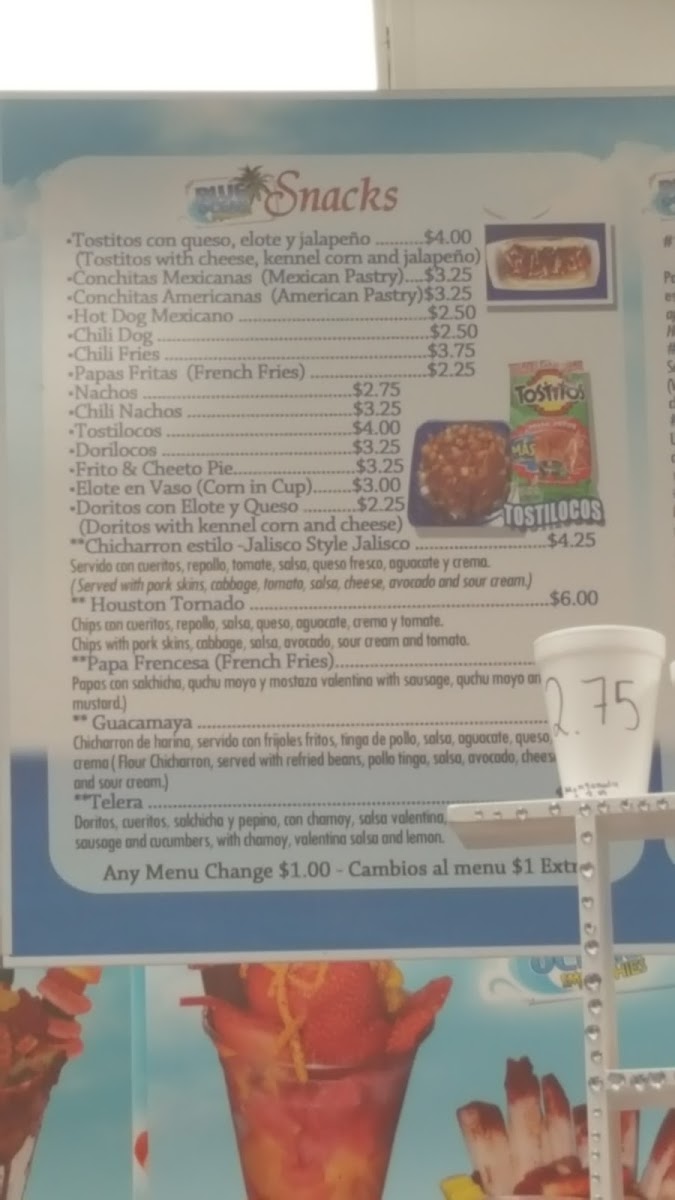 BLUE
Snacks
•Tostitos con queso, elote y jalapeño .........$4.00
(Tostitos with cheese, kennel corn and jalapeño)
•Conchitas Mexicanas (Mexican Pastry)....$3.25
•Conchitas Americanas (American Pastry)$3.25
•Hot Dog Mexicano ...................................$2.50
•Chili Dog ..................................................$2.50
•Chili Fries .................................................$3.75
•Papas Fritas (French Fries) ......................$2.25
•Nachos .......................................$2.75
•Chili Nachos ...............................$3.25
•Tostilocos ...................................$4.00
•Dorilocos ....................................$3.25
•Frito & Cheeto Pie......................$3.25
•Elote en Vaso (Corn in Cup).......$3.00
•Doritos con Elote y Queso .........$2.25
(Doritos with kennel corn and cheese)
TOSTITOS
MAS
TOSTILOCOS
**Chicharron estilo -Jalisco Style Jalisco .........................$4.25
Servido con cueritos, repollo, tomate, salsa, queso fresco, aguacate y crema.
(Served with pork skins, cabbage, tomato, salsa, cheese, avocado and sour cream.)
** Houston Tornado ..........................................................$6.00
Chips con cueritos, repollo, salsa, queso, aguacate, crema y tomate.
Chips with pork skins, cabbage, salsa, avocado, sour cream and tomato.
**Papa Frencesa (French Fries).......................................
Papas con salchicha, quchu mayo y mostaza valentina with sausage, quchu mayo an
mustard.)
** Guacamaya ..................................................................
Chicharron de harina, servido con frijoles fritos, tinga de pollo, salsa, aguacate, queso,
crema ( Flour Chicharron, served with refried beans, pollo tinga, salsa, avocado, chees
and sour cream.)
**Telera ...........................................................................
Doritos, cueritos, salchicha y pepino, con chamoy, salsa valentina,
sausage and cucumbers, with chamoy, valentina salsa and lemon.
Any Menu Change $1.00 - Cambios al menu $1 Extr
2.75